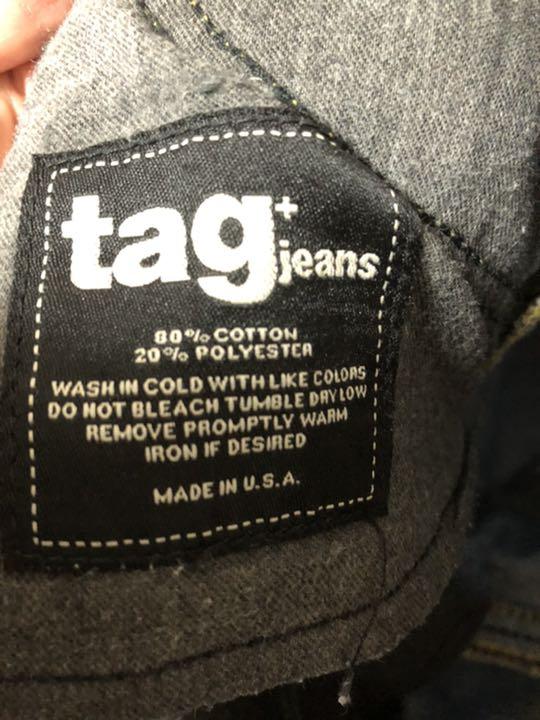 tag+ jeans
80% COTTON
20% POLYESTER
WASH IN COLD WITH LIKE COLORS
DO NOT BLEACH TUMBLE DRY LOW
REMOVE PROMPTLY WARM
IRON IF DESIRED
MADE IN U.S.A.